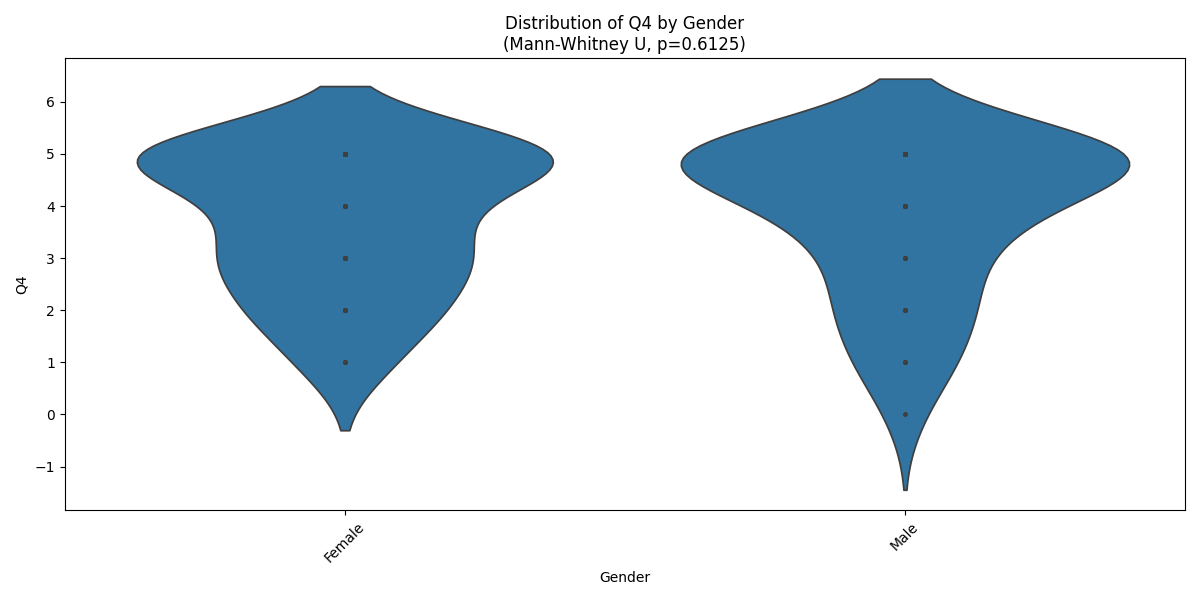 Distribution of Q4 by Gender
(Mann-Whitney U, p=0.6125)
6
5
4
3
2
1
0
−1
Q4
Female
Male
Gender